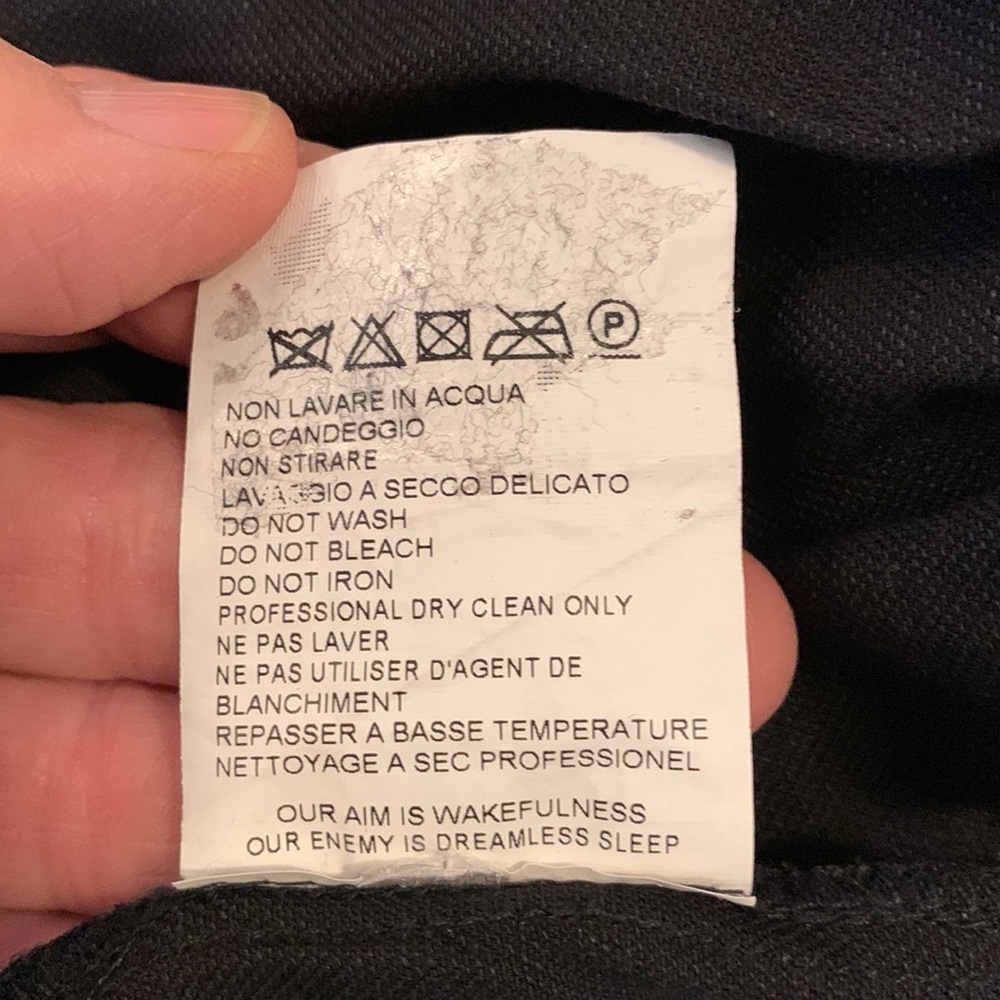 P
NON LAVARE IN ACQUA
NO CANDEGGIO
NON STIRARE
LAVAGGIO A SECCO DELICATO
DO NOT WASH
DO NOT BLEACH
DO NOT IRON
PROFESSIONAL DRY CLEAN ONLY
NE PAS LAVER
NE PAS UTILISER D'AGENT DE
BLANCHIMENT
REPASSER A BASSE TEMPERATURE
NETTOYAGE A SEC PROFESSIONEL
OUR AIM IS WAKEFULNESS
OUR ENEMY IS DREAMLESS SLEEP